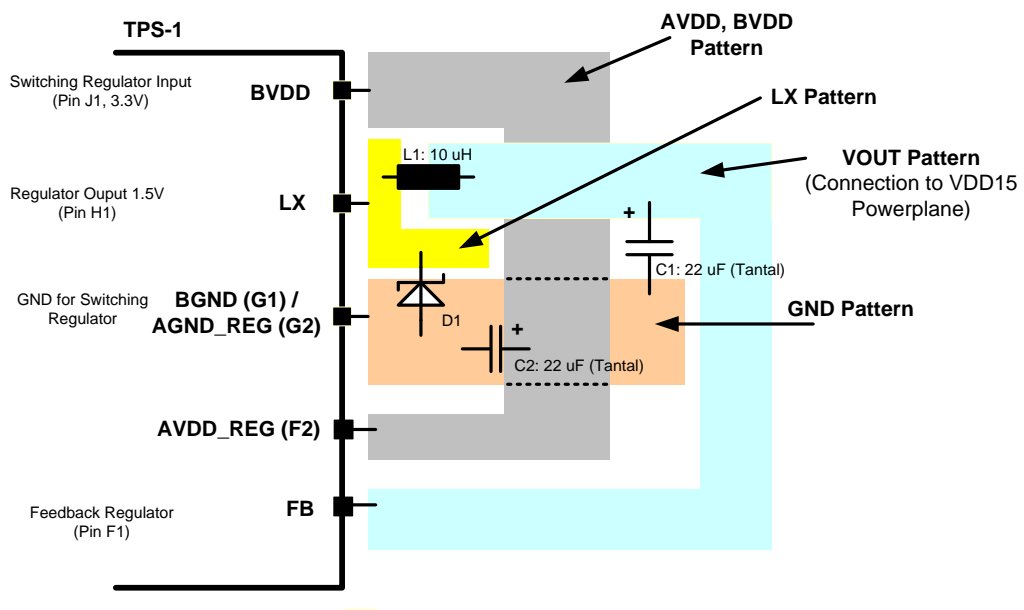 TPS-1
AVDD, BVDD
Pattern
Switching Regulator Input
(Pin J1, 3.3V)
BVDD
LX Pattern
L1: 10 uH
VOUT Pattern
(Connection to VDD15
Powerplane)
Regulator Ouput 1.5V
(Pin H1)
LX
+
C1: 22 uF (Tantal)
GND for Switching
Regulator
BGND (G1) /
AGND_REG (G2)
GND Pattern
D1
+
C2: 22 uF (Tantal)
AVDD_REG (F2)
Feedback Regulator
(Pin F1)
FB